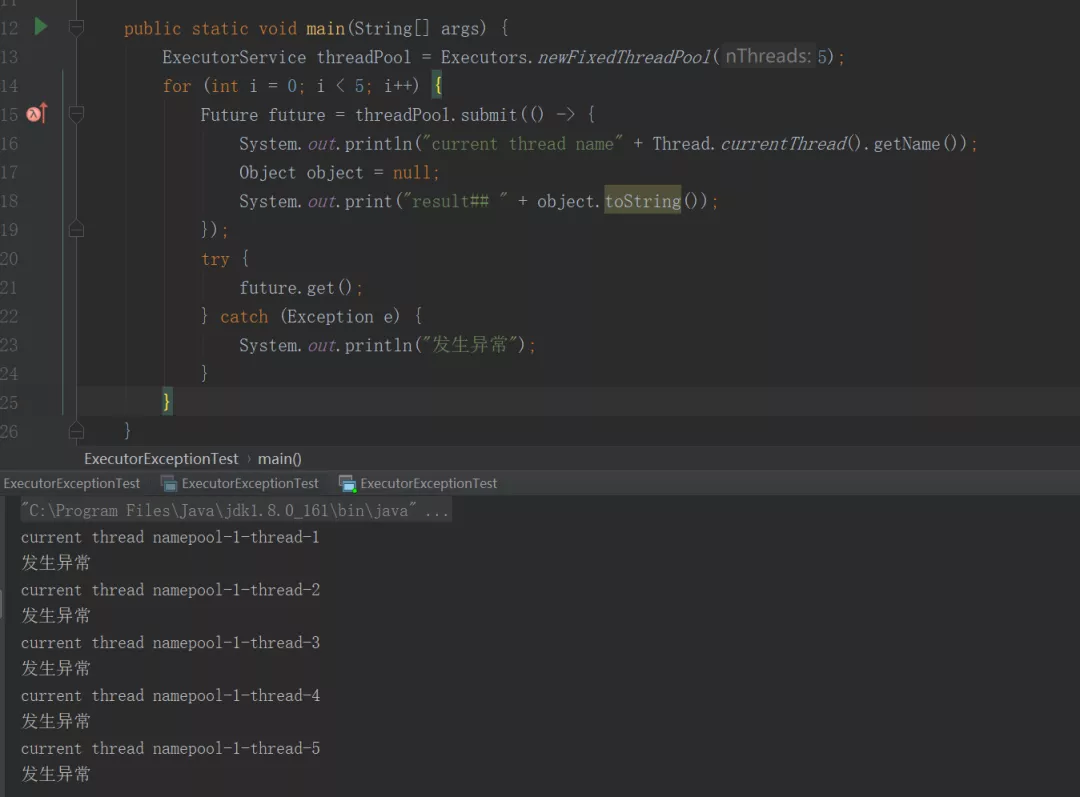 12 public static void main(String[] args) {
13 ExecutorService threadPool = Executors.newFixedThreadPool( nThreads: 5);
14 for (int i = 0; i < 5; i++) {
15 Future future = threadPool.submit(() -> {
16 System.out.println("current thread name" + Thread.currentThread().getName());
17 Object object = null;
18 System.out.print("result## " + object.toString());
19 });
20 try {
21 future.get();
22 } catch (Exception e) {
23 System.out.println("发生异常");
24 }
25 }
26 }
ExecutorExceptionTest › main()
ExecutorExceptionTest ExecutorExceptionTest ExecutorExceptionTest
"C:\Program Files\Java\jdk1.8.0_161\bin\java" ...
current thread namepool-1-thread-1
发生异常
current thread namepool-1-thread-2
发生异常
current thread namepool-1-thread-3
发生异常
current thread namepool-1-thread-4
发生异常
current thread namepool-1-thread-5
发生异常